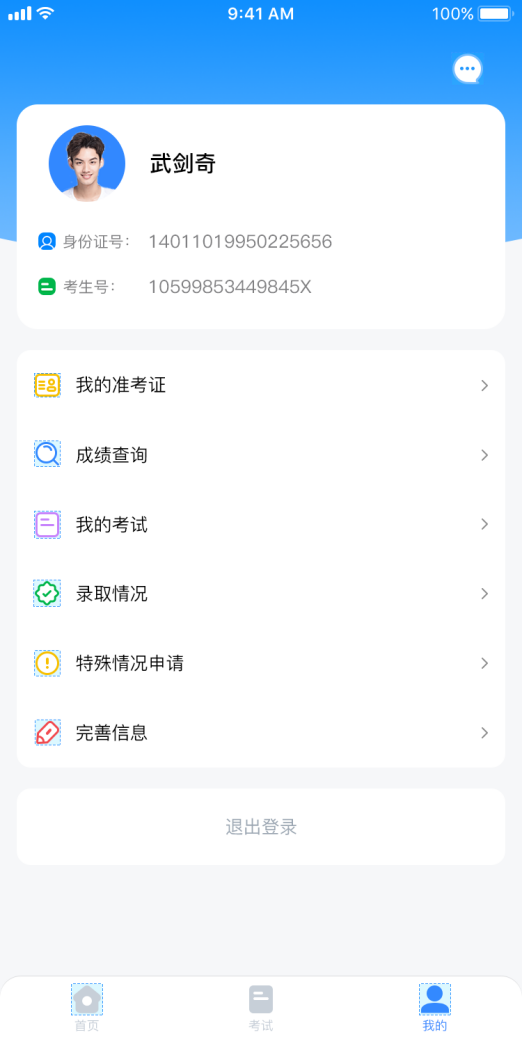 9:41 AM
100%
武剑奇
身份证号： 14011019950225656
考生号： 10599853449845X
我的准考证
成绩查询
我的考试
录取情况
特殊情况申请
完善信息
退出登录
首页
考试
我的